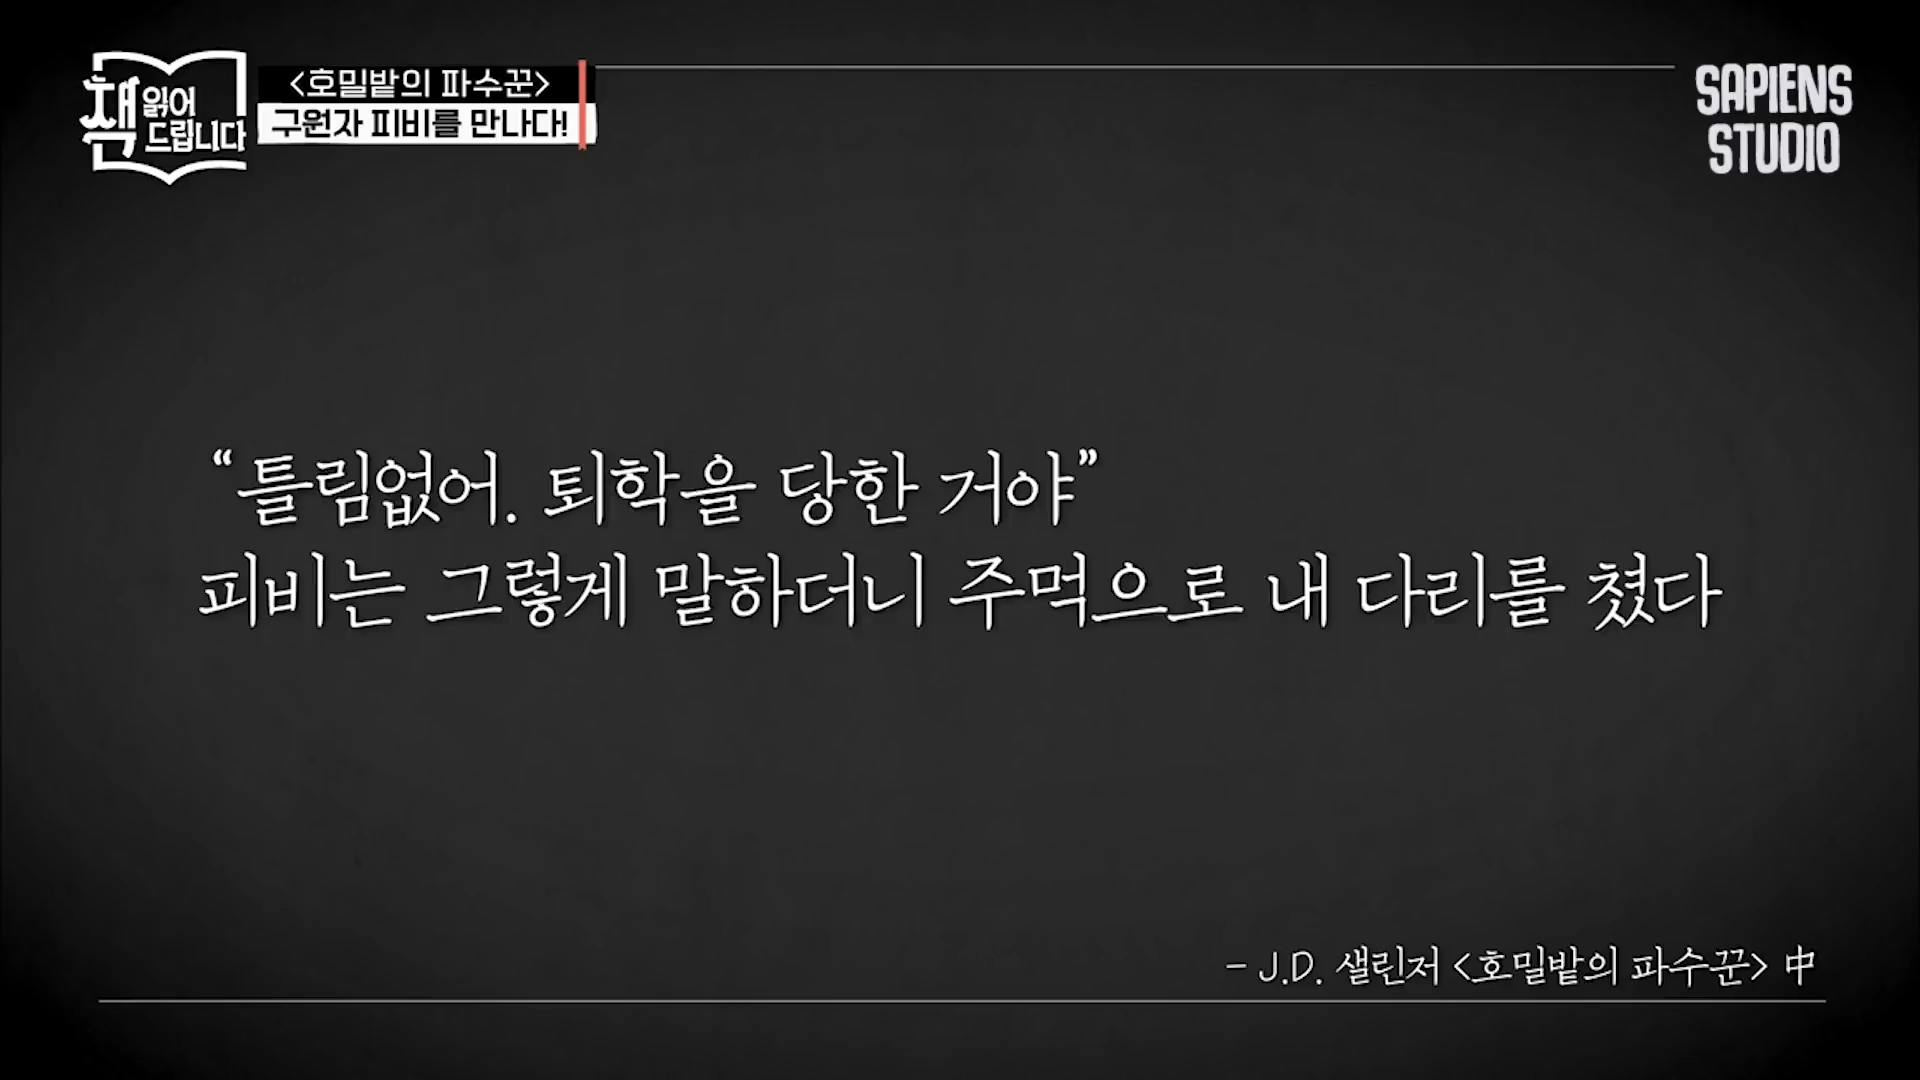 책 읽어
드립니다
<호밀밭의 파수꾼>
구원자 피비를 만나다!
SAPIENS
STUDIO
“틀림없어. 퇴학을 당한 거야”
피비는 그렇게 말하더니 주먹으로 내 다리를 쳤다
- J.D. 샐린저 <호밀밭의 파수꾼> 中